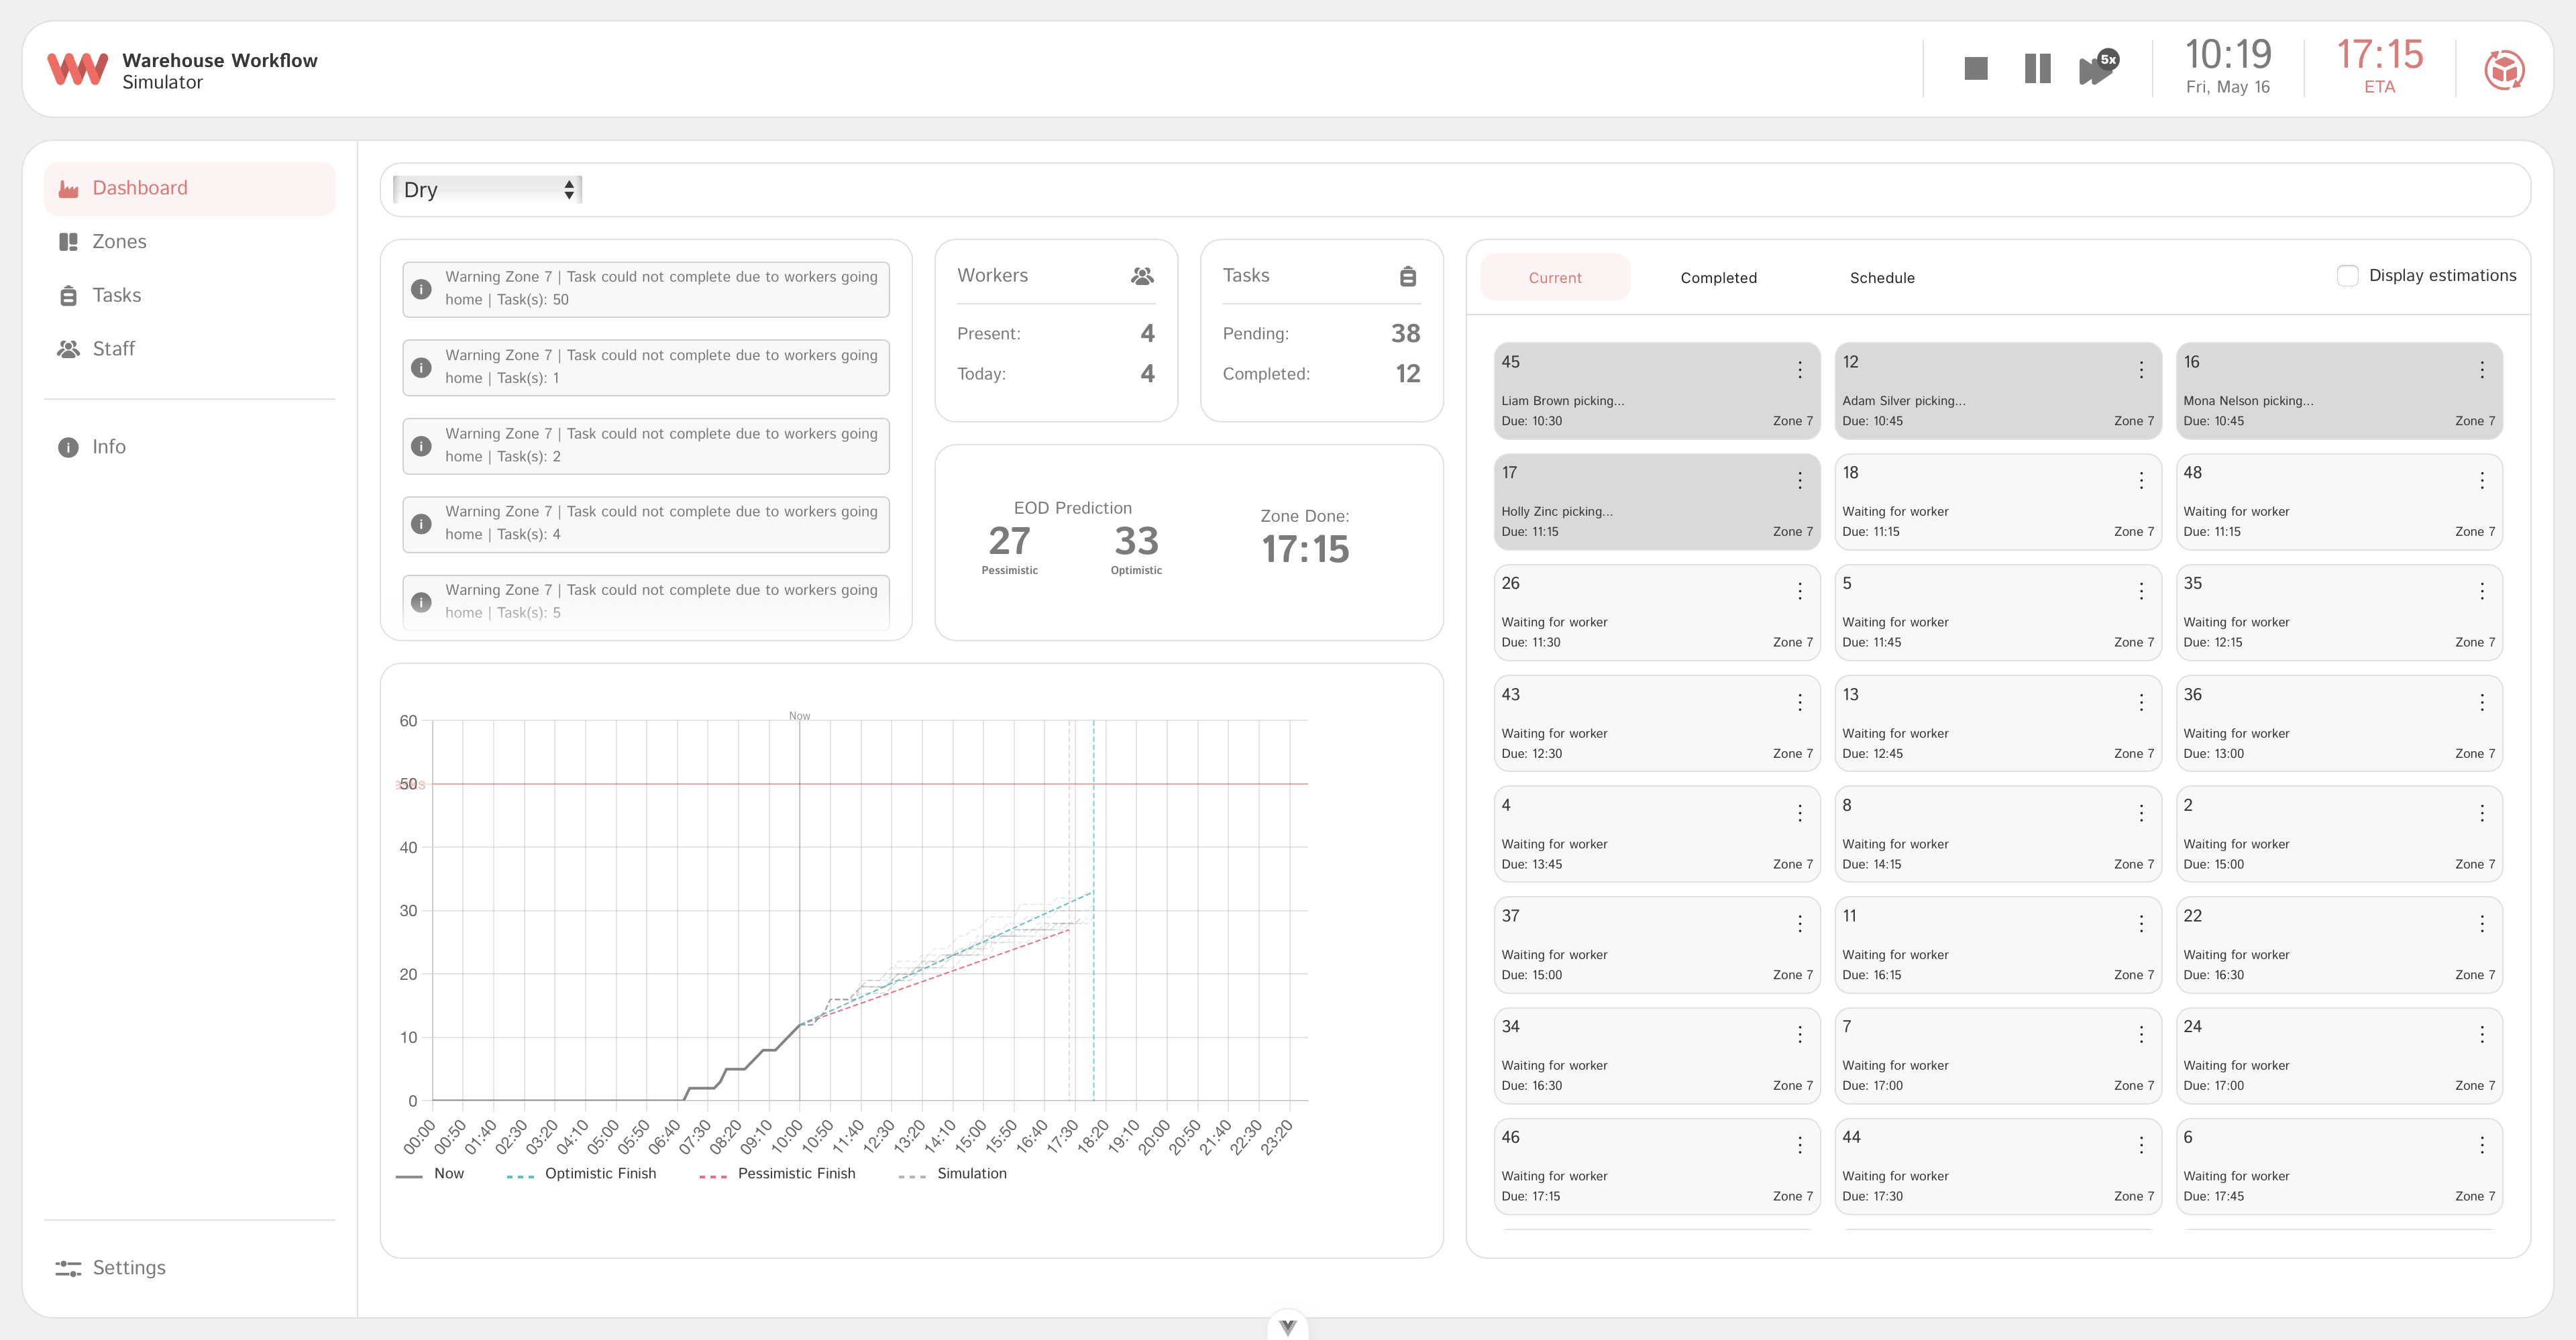 Warehouse Workflow
Simulator
5x
10:19
Fri, May 16
17:15
ETA
Dashboard
Zones
Tasks
Staff
Info
Settings
Dry
Warning Zone 7 | Task could not complete due to workers going
home | Task(s): 50
Warning Zone 7 | Task could not complete due to workers going
home | Task(s): 1
Warning Zone 7 | Task could not complete due to workers going
home | Task(s): 2
Warning Zone 7 | Task could not complete due to workers going
home | Task(s): 4
Warning Zone 7 | Task could not complete due to workers going
home | Task(s): 5
Workers
Present: 4
Today: 4
Tasks
Pending: 38
Completed: 12
EOD Prediction
27 33
Pessimistic Optimistic
Zone Done:
17:15
Now
60
50
40
30
20
10
0
00:00 00:50 01:40 02:30 03:20 04:10 05:00 05:50 06:40 07:30 08:20 09:10 10:00 10:50 11:40 12:30 13:20 14:10 15:00 15:50 16:40 17:30 18:20 19:10 20:00 20:50 21:40 22:30 23:20
Now Optimistic Finish Pessimistic Finish Simulation
Current Completed Schedule Display estimations
45
Liam Brown picking...
Due: 10:30 Zone 7
12
Adam Silver picking...
Due: 10:45 Zone 7
16
Mona Nelson picking...
Due: 10:45 Zone 7
17
Holly Zinc picking...
Due: 11:15 Zone 7
18
Waiting for worker
Due: 11:15 Zone 7
48
Waiting for worker
Due: 11:15 Zone 7
26
Waiting for worker
Due: 11:30 Zone 7
5
Waiting for worker
Due: 11:45 Zone 7
35
Waiting for worker
Due: 12:15 Zone 7
43
Waiting for worker
Due: 12:30 Zone 7
13
Waiting for worker
Due: 12:45 Zone 7
36
Waiting for worker
Due: 13:00 Zone 7
4
Waiting for worker
Due: 13:45 Zone 7
8
Waiting for worker
Due: 14:15 Zone 7
2
Waiting for worker
Due: 15:00 Zone 7
37
Waiting for worker
Due: 15:00 Zone 7
11
Waiting for worker
Due: 16:15 Zone 7
22
Waiting for worker
Due: 16:30 Zone 7
34
Waiting for worker
Due: 16:30 Zone 7
7
Waiting for worker
Due: 17:00 Zone 7
24
Waiting for worker
Due: 17:00 Zone 7
46
Waiting for worker
Due: 17:15 Zone 7
44
Waiting for worker
Due: 17:30 Zone 7
6
Waiting for worker
Due: 17:45 Zone 7